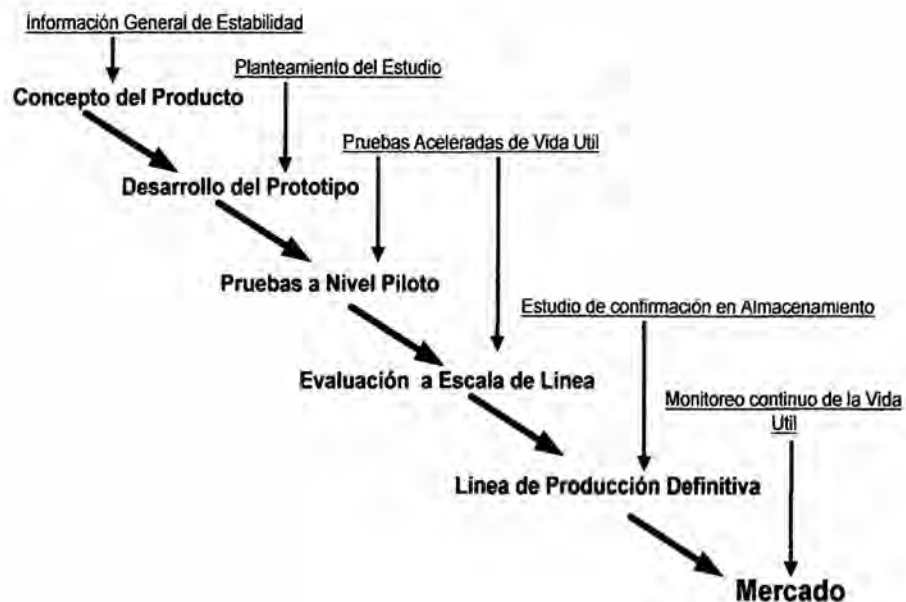 Información General de Estabilidad
Planteamiento del Estudio
Concepto del Producto
Pruebas Aceleradas de Vida Util
Desarrollo del Prototipo
Pruebas a Nivel Piloto
Estudio de confirmación en Almacenamiento
Evaluación a Escala de Linea
Monitoreo continuo de la Vida
Util
Linea de Producción Definitiva
Mercado